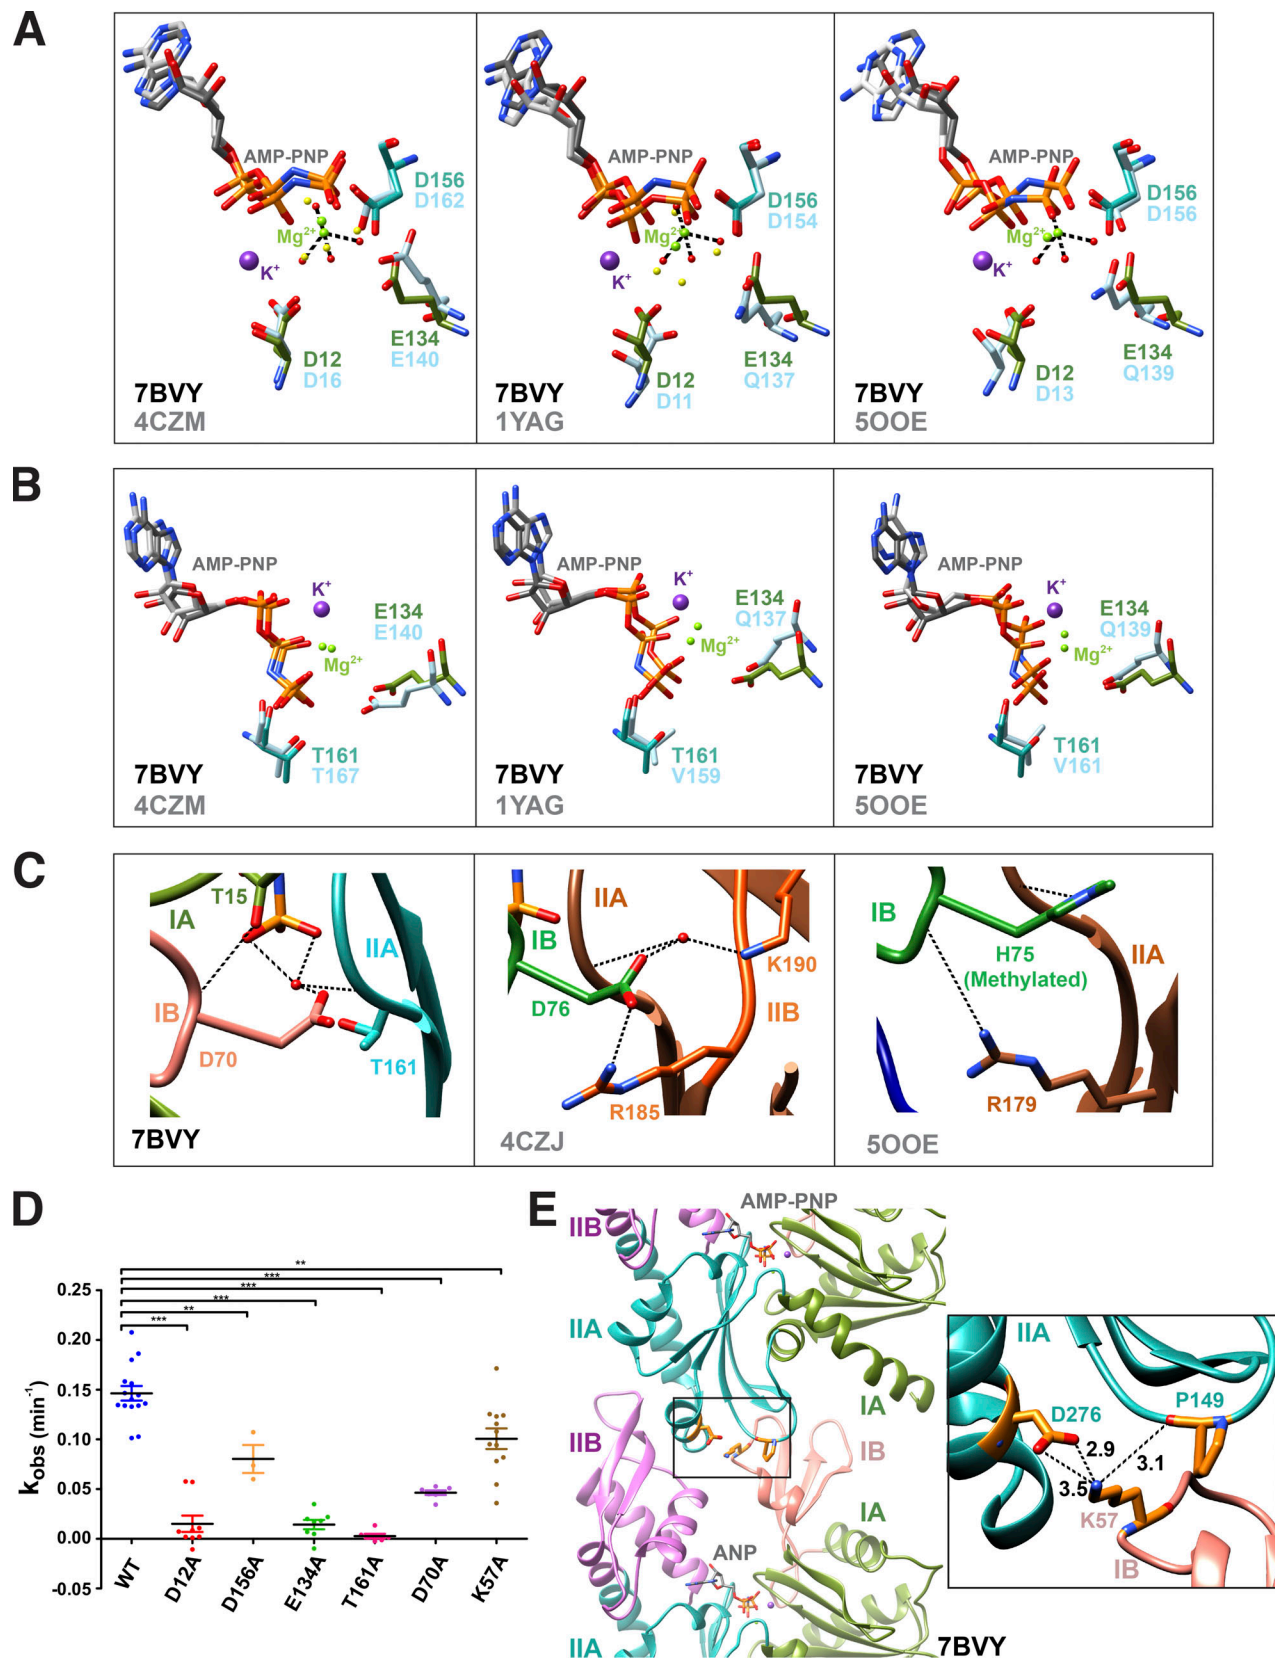 A
AMP-PNP
D156
D162
Mg²⁺
K⁺
E134
E140
D12
D16
7BVY
4CZM
AMP-PNP
D156
D154
Mg²⁺
K⁺
E134
Q137
D12
D11
7BVY
1YAG
AMP-PNP
D156
D156
Mg²⁺
K⁺
E134
Q139
D12
D13
7BVY
5OOE
B
AMP-PNP
K⁺
E134
E140
Mg²⁺
T161
T167
7BVY
4CZM
AMP-PNP
K⁺
E134
Q137
Mg²⁺
T161
V159
7BVY
1YAG
AMP-PNP
K⁺
E134
Q139
Mg²⁺
T161
V161
7BVY
5OOE
C
T15
IA
IIA
IB
D70
T161
7BVY
IIA
IB
K190
D76
IIB
R185
4CZJ
IB
H75
(Methylated)
IIA
R179
5OOE
D
**
***
***
***
**
***
kobs (min⁻¹)
0.25
0.20
0.15
0.10
0.05
0.00
-0.05
WT
D12A
D156A
E134A
T161A
D70A
K57A
E
AMP-PNP
IIB
IIA
IA
IIB
IB
IA
ANP
IIA
7BVY
IIA
P149
D276
2.9
3.1
3.5
K57
IB